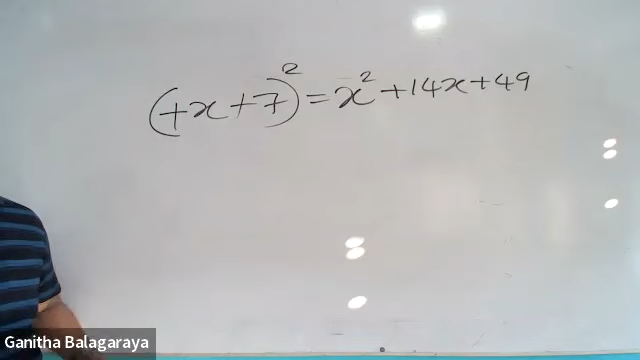 (+x+7)² = x² +14x+49
Ganitha Balagaraya